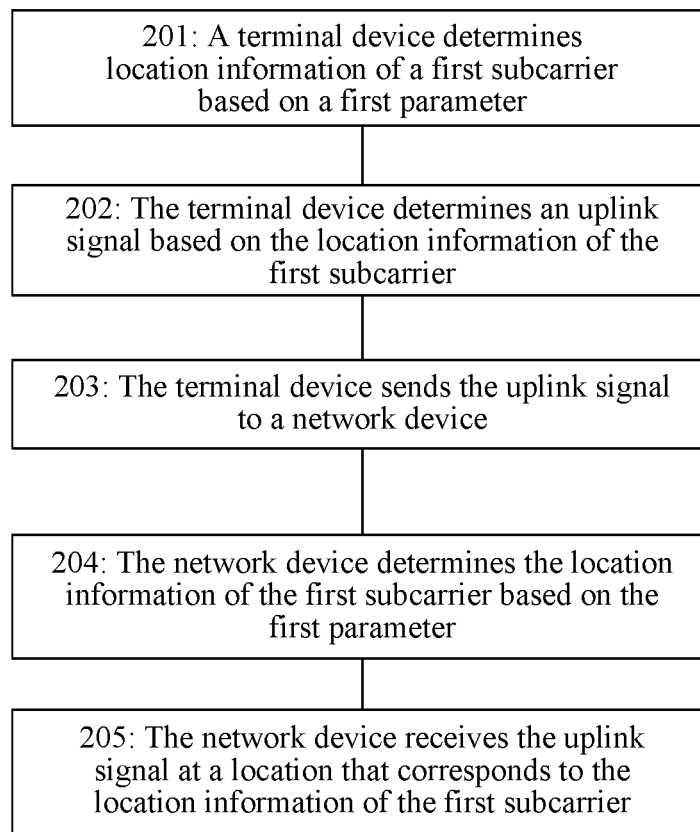 201: A terminal device determines
location information of a first subcarrier
based on a first parameter
202: The terminal device determines an uplink
signal based on the location information of the
first subcarrier
203: The terminal device sends the uplink signal
to a network device
204: The network device determines the location
information of the first subcarrier based on the
first parameter
205: The network device receives the uplink
signal at a location that corresponds to the
location information of the first subcarrier